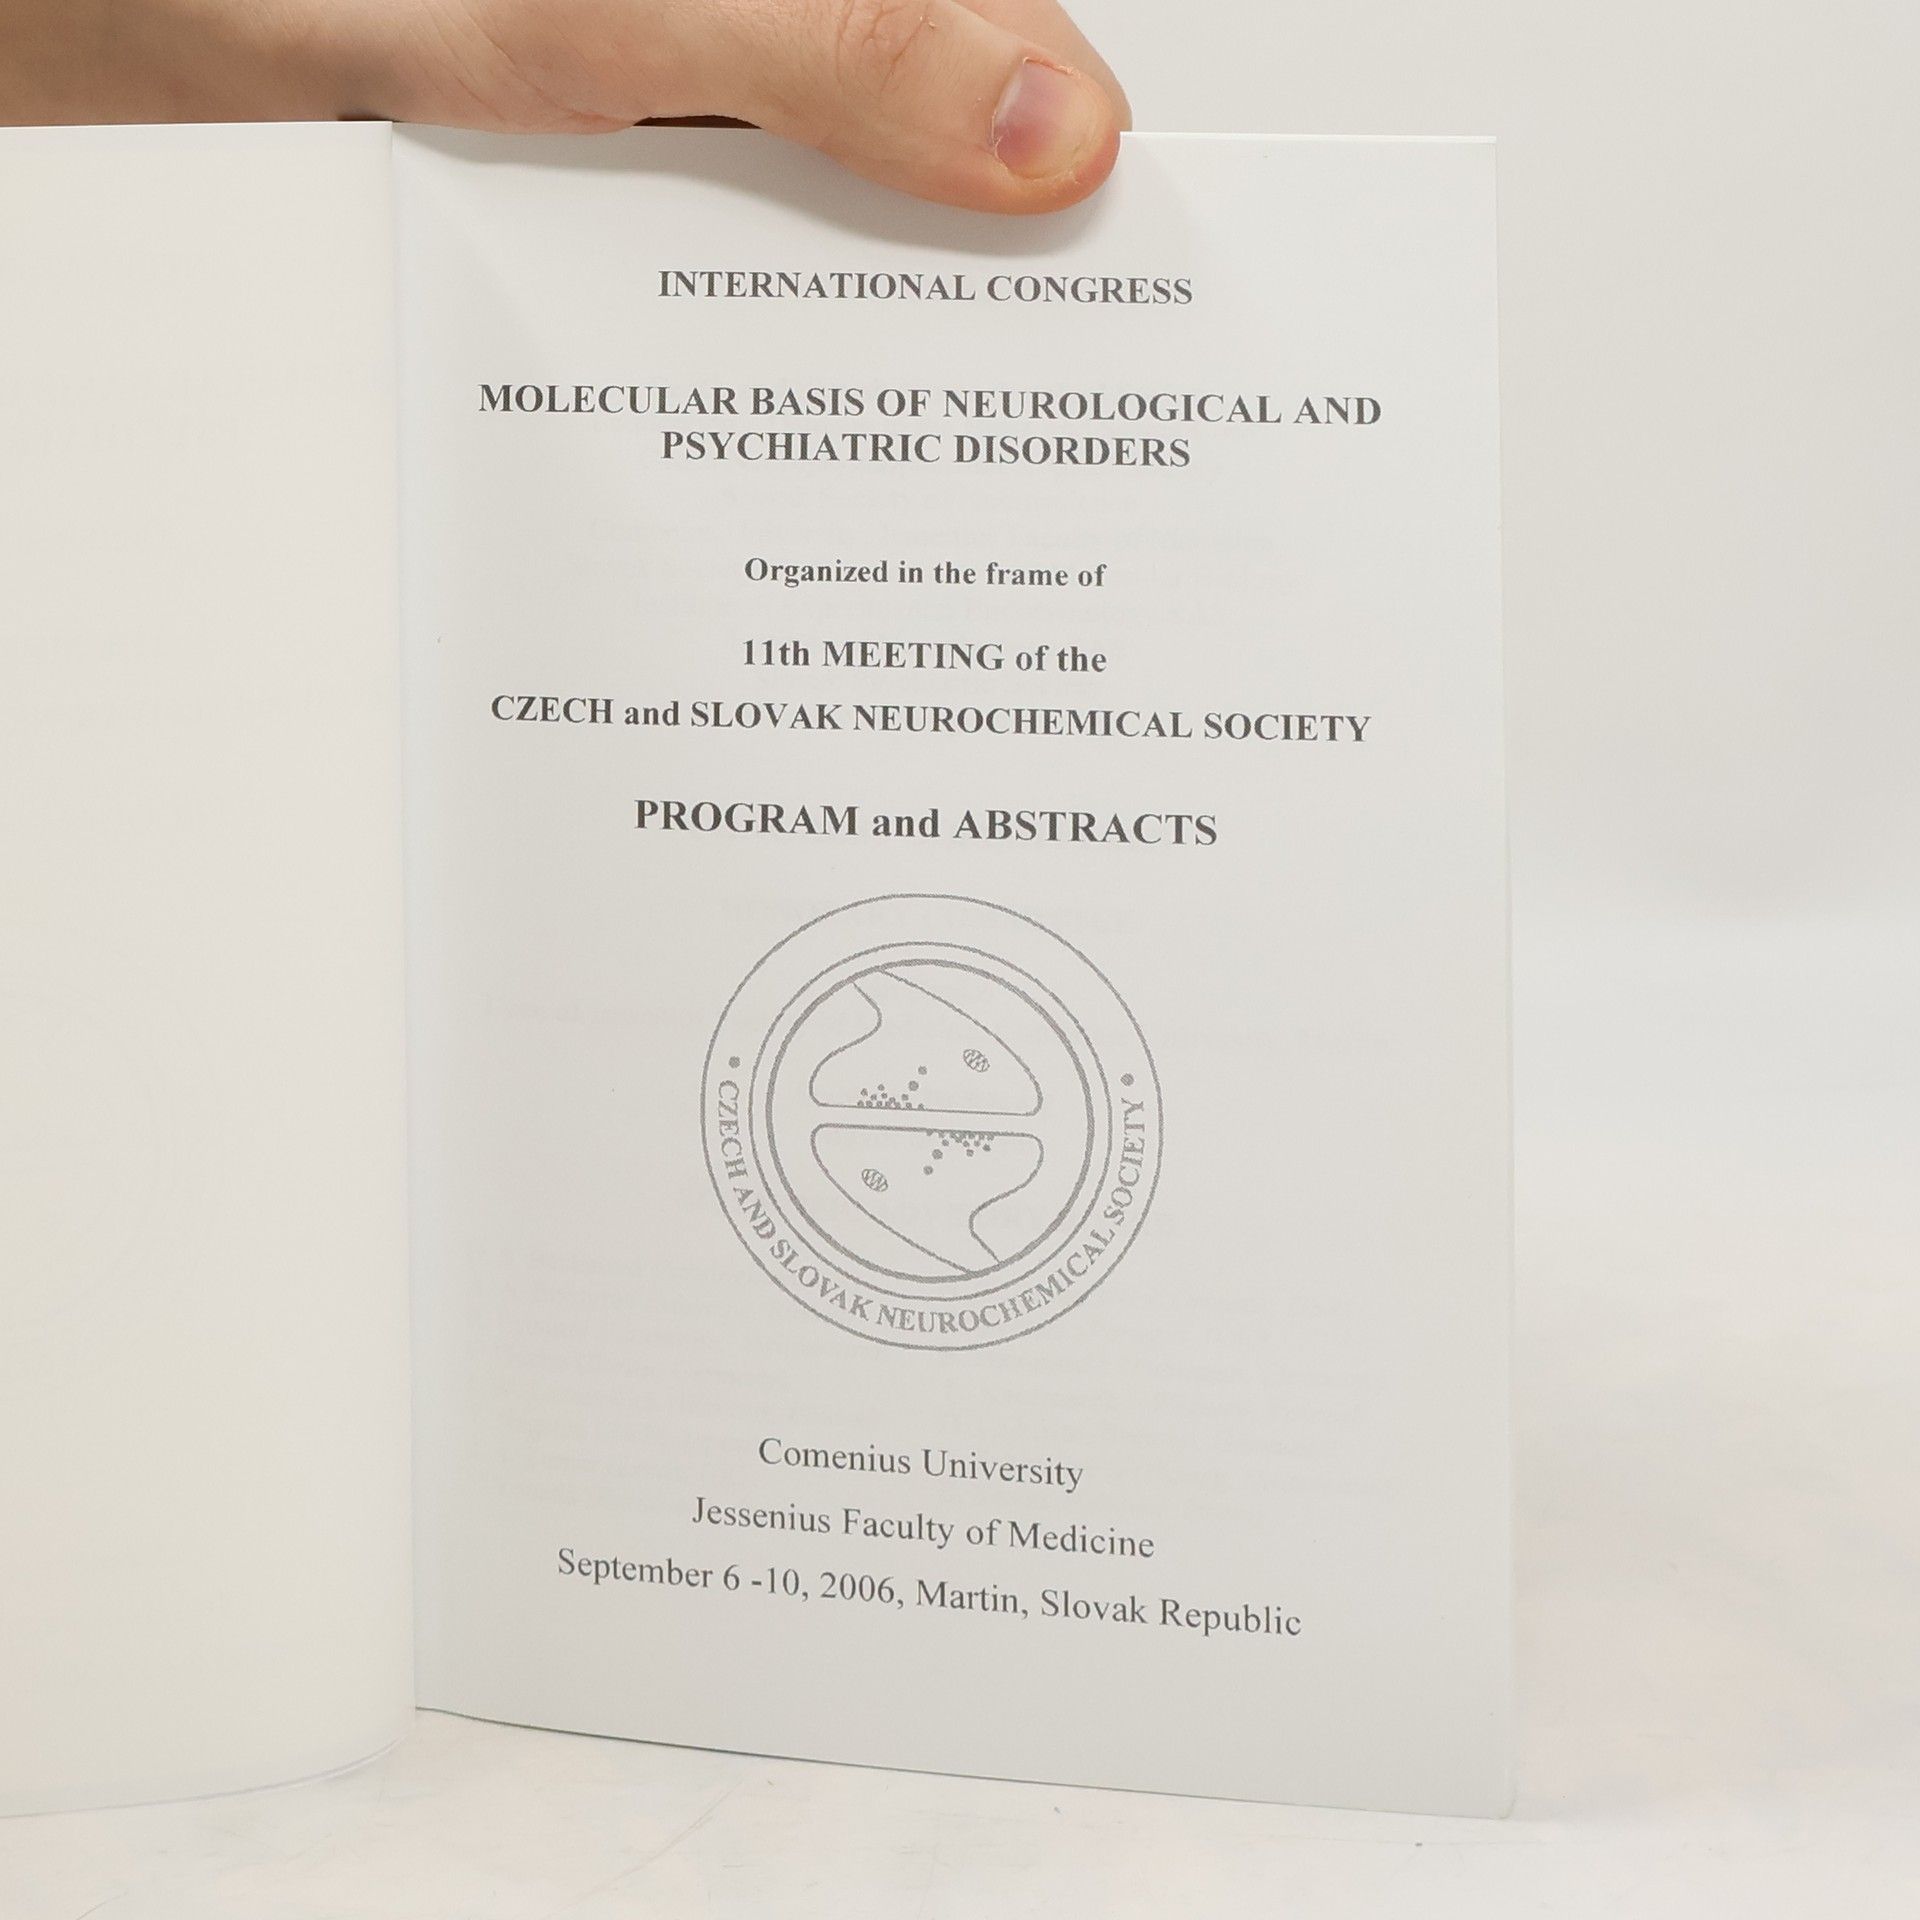 INTERNATIONAL CONGRESS
MOLECULAR BASIS OF NEUROLOGICAL AND
PSYCHIATRIC DISORDERS
Organized in the frame of
11th MEETING of the
CZECH and SLOVAK NEUROCHEMICAL SOCIETY
PROGRAM and ABSTRACTS
• CZECH AND SLOVAK NEUROCHEMICAL SOCIETY •
Comenius University
Jessenius Faculty of Medicine
September 6 -10, 2006, Martin, Slovak Republic